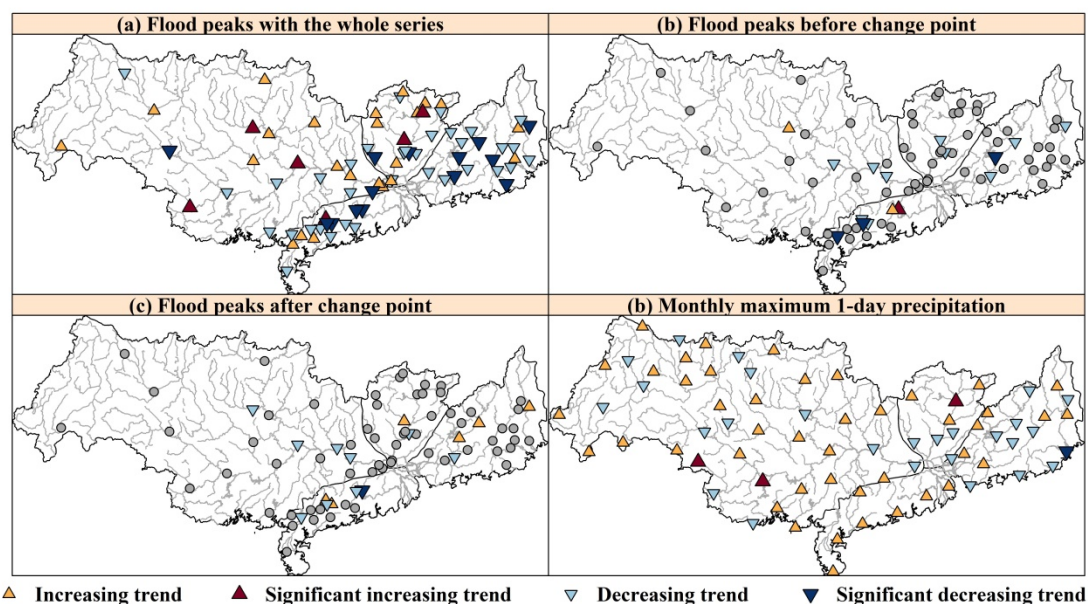 (a) Flood peaks with the whole series
(b) Flood peaks before change point
(c) Flood peaks after change point
(b) Monthly maximum 1-day precipitation
Increasing trend
Significant increasing trend
Decreasing trend
Significant decreasing trend